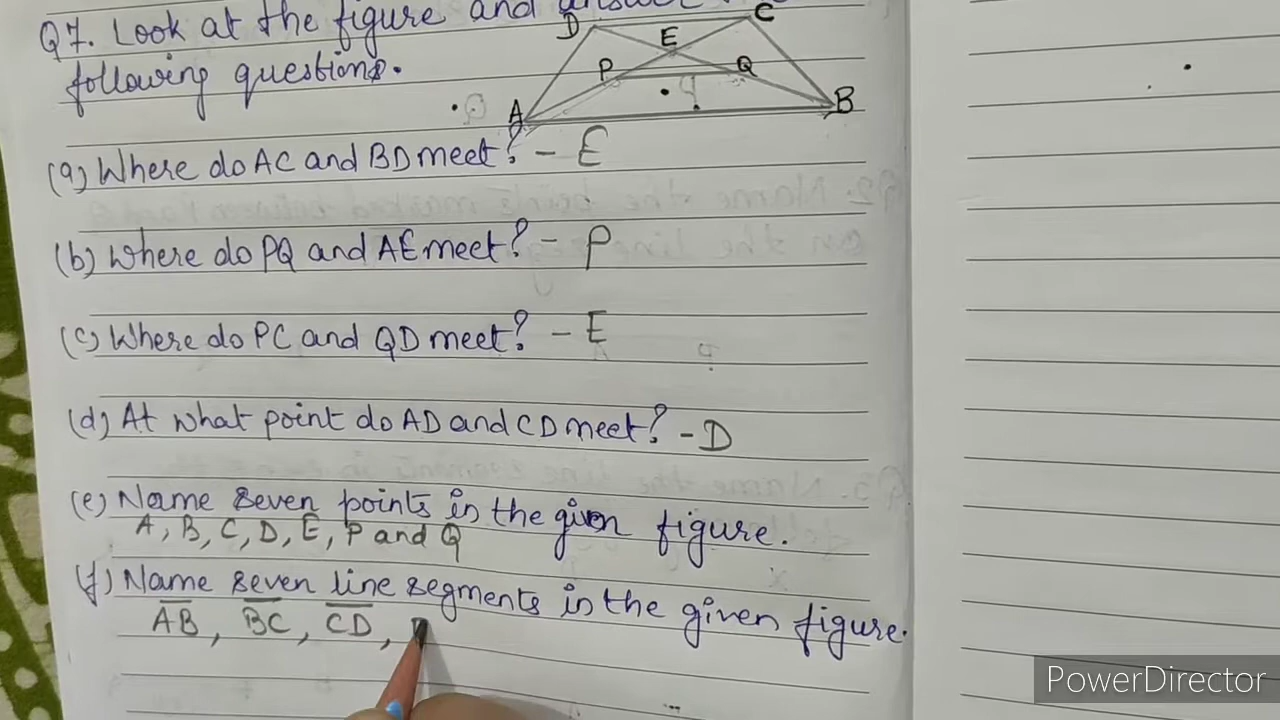 Q7. Look at the figure and answer
following questions.
D
C
E
P
Q
A
B
(a) Where do AC and BD meet? - E
(b) Where do PQ and AE meet? - P
(c) Where do PC and QD meet? - E
(d) At what point do AD and CD meet? - D
(e) Name seven points in the given figure.
A, B, C, D, E, P and Q
(f) Name seven line segments in the given figure.
AB, BC, CD,
PowerDirector